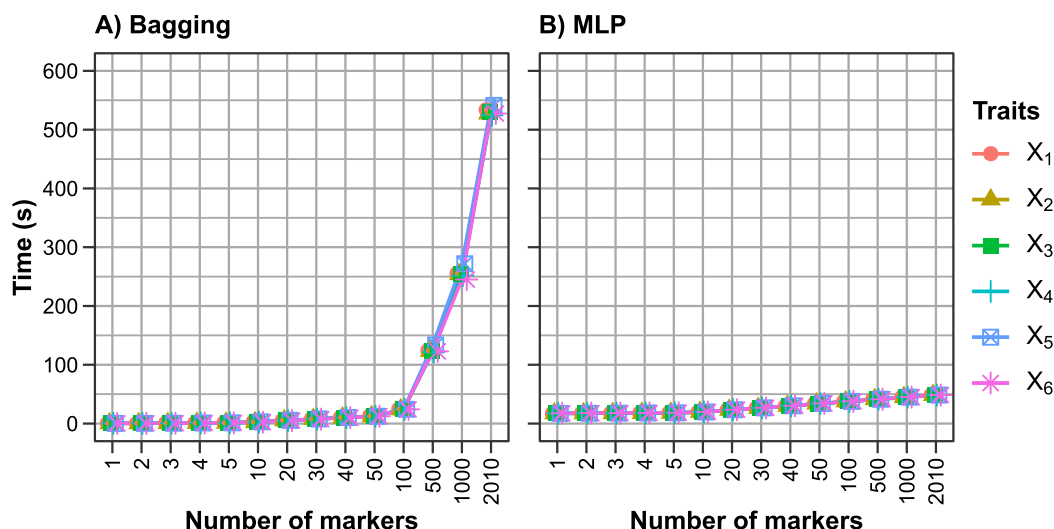 A) Bagging
B) MLP
Time (s)
600
500
400
300
200
100
0
1 2 3 4 5 10 20 30 40 50 100 500 1000 2010
1 2 3 4 5 10 20 30 40 50 100 500 1000 2010
Number of markers
Number of markers
Traits
X1
X2
X3
X4
X5
X6